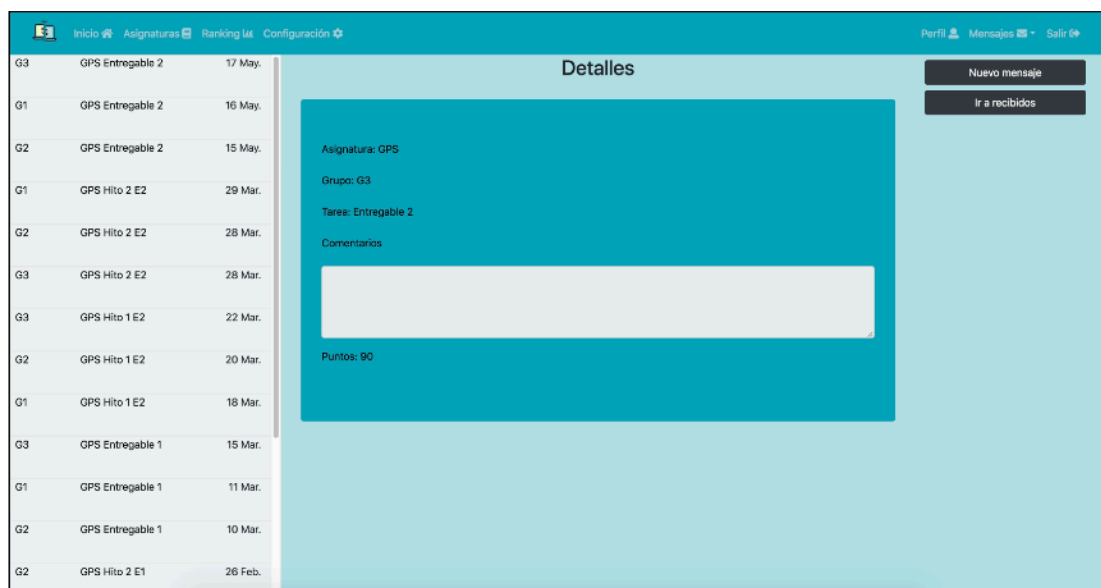 Inicio Asignaturas Ranking Configuración Perfil Mensajes Salir
G3 GPS Entregable 2 17 May.
G1 GPS Entregable 2 16 May.
G2 GPS Entregable 2 15 May.
G1 GPS Hito 2 E2 29 Mar.
G2 GPS Hito 2 E2 28 Mar.
G3 GPS Hito 2 E2 28 Mar.
G3 GPS Hito 1 E2 22 Mar.
G2 GPS Hito 1 E2 20 Mar.
G1 GPS Hito 1 E2 18 Mar.
G3 GPS Entregable 1 15 Mar.
G1 GPS Entregable 1 11 Mar.
G2 GPS Entregable 1 10 Mar.
G2 GPS Hito 2 E1 26 Feb.
Detalles
Asignatura: GPS
Grupo: G3
Tarea: Entregable 2
Comentarios
Puntos: 90
Nuevo mensaje
Ir a recibidos